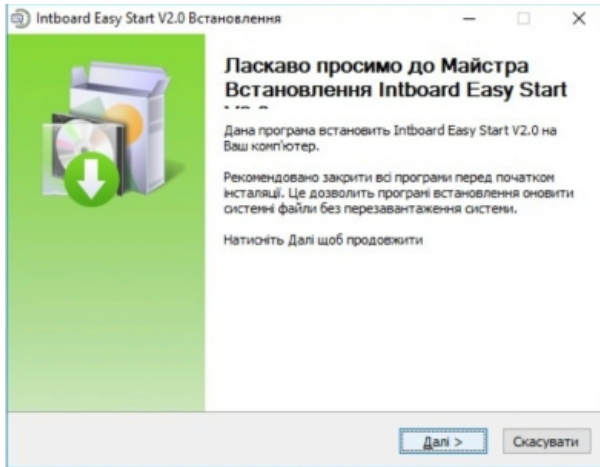 Intboard Easy Start V2.0 Встановлення
Ласкаво просимо до Майстра
Встановлення Intboard Easy Start
Дана програма встановить Intboard Easy Start V2.0 на
Ваш комп'ютер.
Рекомендовано закрити всі програми перед початком
інсталяції. Це дозволить програмі встановлення оновити
системні файли без перезавантаження системи.
Натисніть Далі щоб продовжити
Далі >
Скасувати